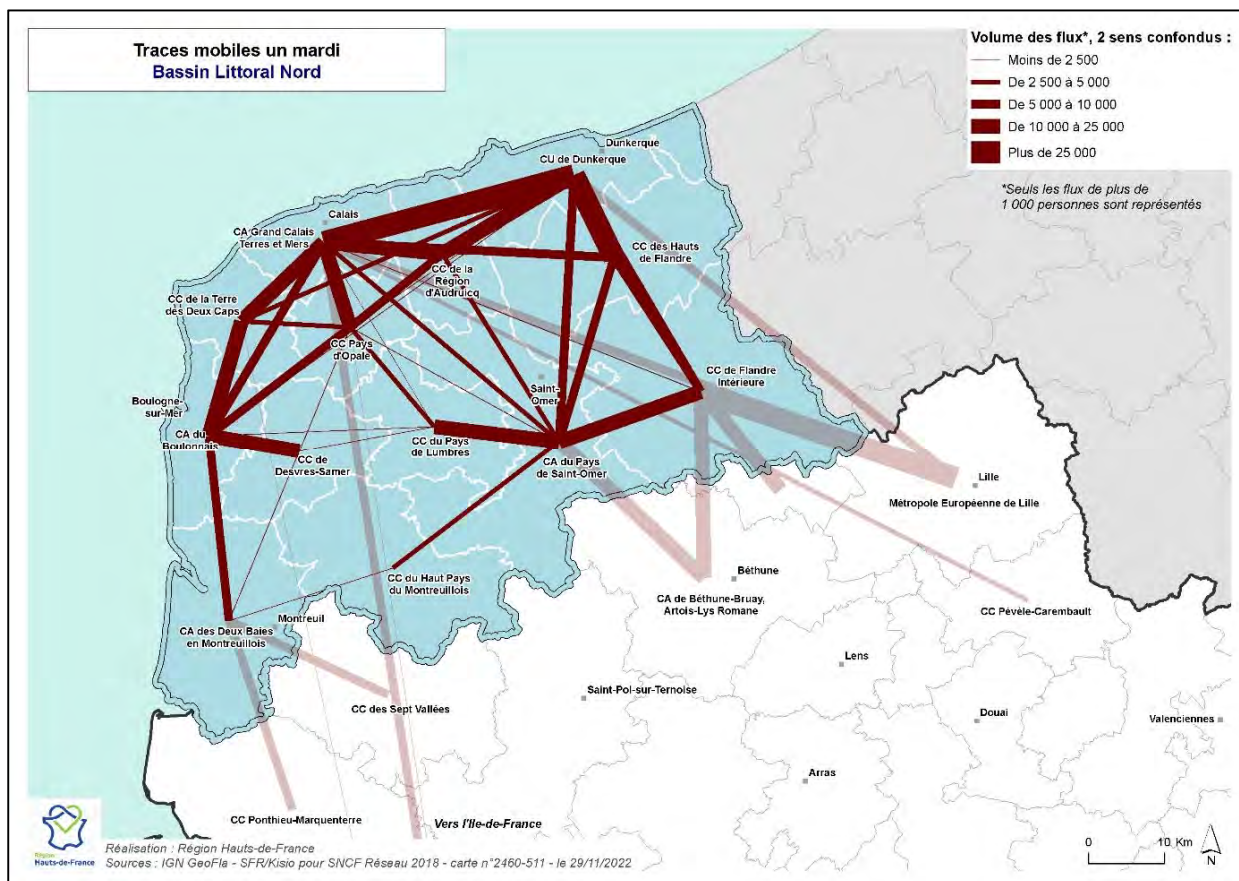 Traces mobiles un mardi
Bassin Littoral Nord
Volume des flux*, 2 sens confondus :
Moins de 2 500
De 2 500 à 5 000
De 5 000 à 10 000
De 10 000 à 25 000
Plus de 25 000
*Seuls les flux de plus de
1 000 personnes sont représentés
Dunkerque
CU de Dunkerque
Calais
CA Grand Calais
Terres et Mers
CC des Hauts
de Flandre
CC de la
Région
d'Audruicq
CC de la Terre
des Deux Caps
CC Pays
d'Opale
CC de Flandre
Intérieure
Saint-
Omer
Boulogne-
sur-Mer
CA du
Boulonnais
CC du Pays
de Lumbres
CC de
Desvres-Samer
CA du Pays
de Saint-Omer
Lille
Métropole Européenne de Lille
Béthune
CC du Haut Pays
du Montreuillois
CA de Béthune-Bruay,
Artois-Lys Romane
CC Pévèle-Carembault
Montreuil
CA des Deux Baies
en Montreuillois
Lens
Saint-Pol-sur-Ternoise
CC des Sept Vallées
Douai
Valenciennes
Arras
CC Ponthieu-Marquenterre
Vers l'Ile-de-France
Région
Hauts-de-France
Réalisation : Région Hauts-de-France
Sources : IGN GeoFla - SFR/Kisio pour SNCF Réseau 2018 - carte n°2460-511 - le 29/11/2022
0 10 Km
N